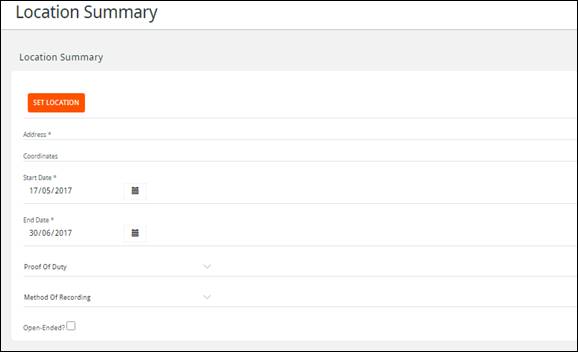 Location Summary
Location Summary
SET LOCATION
Address *
Coordinates
Start Date *
17/05/2017
End Date *
30/06/2017
Proof Of Duty
Method Of Recording
Open-Ended?